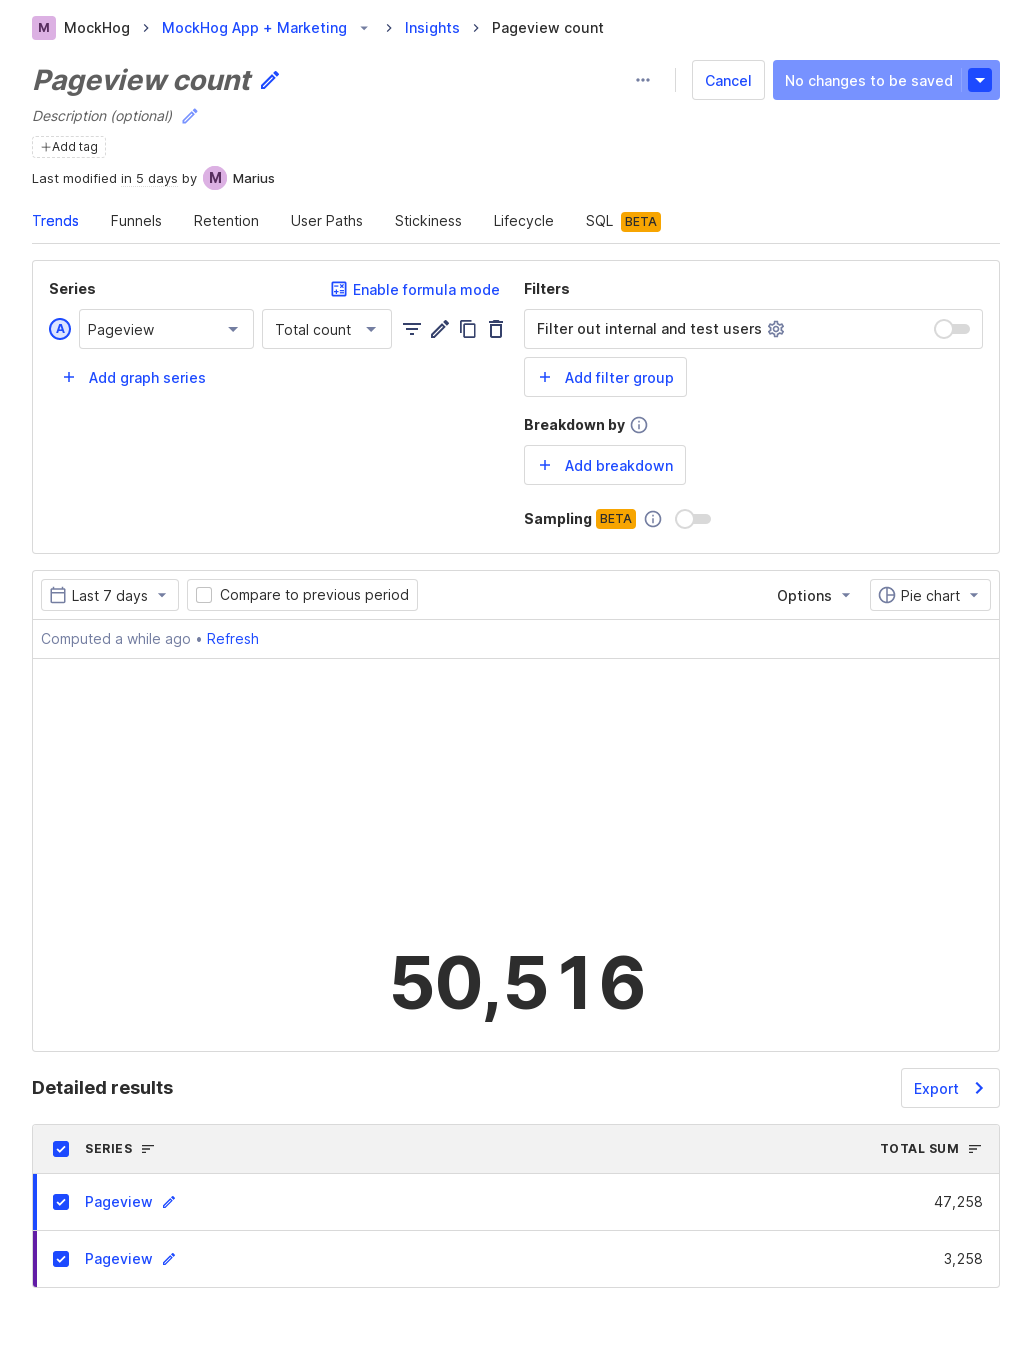 M MockHog > MockHog App + Marketing > Insights > Pageview count
Pageview count
Cancel
No changes to be saved
Description (optional)
+Add tag
Last modified in 5 days by M Marius
Trends Funnels Retention User Paths Stickiness Lifecycle SQL BETA
Series
Enable formula mode
A Pageview Total count
+ Add graph series
Filters
Filter out internal and test users
+ Add filter group
Breakdown by
+ Add breakdown
Sampling BETA
Last 7 days
Compare to previous period
Options
Pie chart
Computed a while ago • Refresh
50,516
Detailed results
Export
SERIES TOTAL SUM
Pageview 47,258
Pageview 3,258